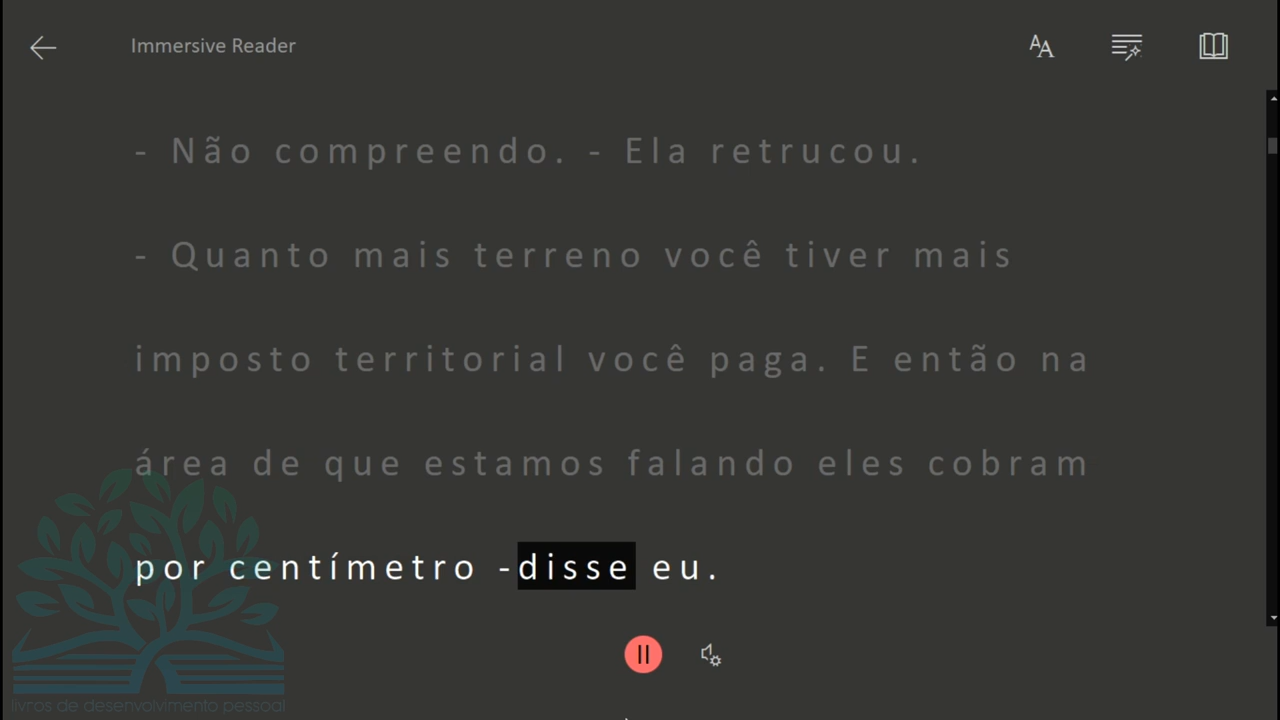 Immersive Reader
- Não compreendo. - Ela retrucou.
- Quanto mais terreno você tiver mais
imposto territorial você paga. E então na
área de que estamos falando eles cobram
por centímetro -disse eu.
livros de desenvolvimento pessoal